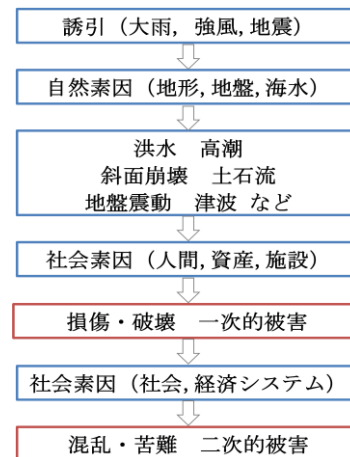 誘引（大雨，強風，地震）
自然素因（地形，地盤，海水）
洪水　高潮
斜面崩壊　土石流
地盤震動　津波 など
社会素因（人間，資産，施設）
損傷・破壊　一次的被害
社会素因（社会，経済システム）
混乱・苦難　二次的被害